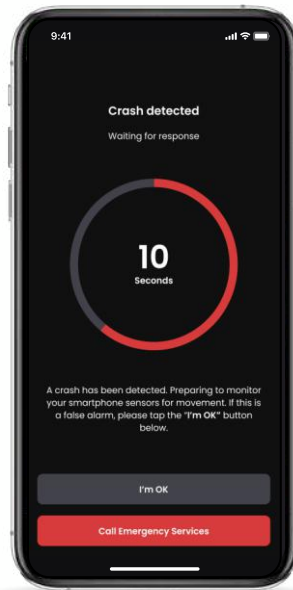 9:41
Crash detected
Waiting for response
10
Seconds
A crash has been detected. Preparing to monitor
your smartphone sensors for movement. If this is
a false alarm, please tap the "I'm OK" button
below.
I'm OK
Call Emergency Services